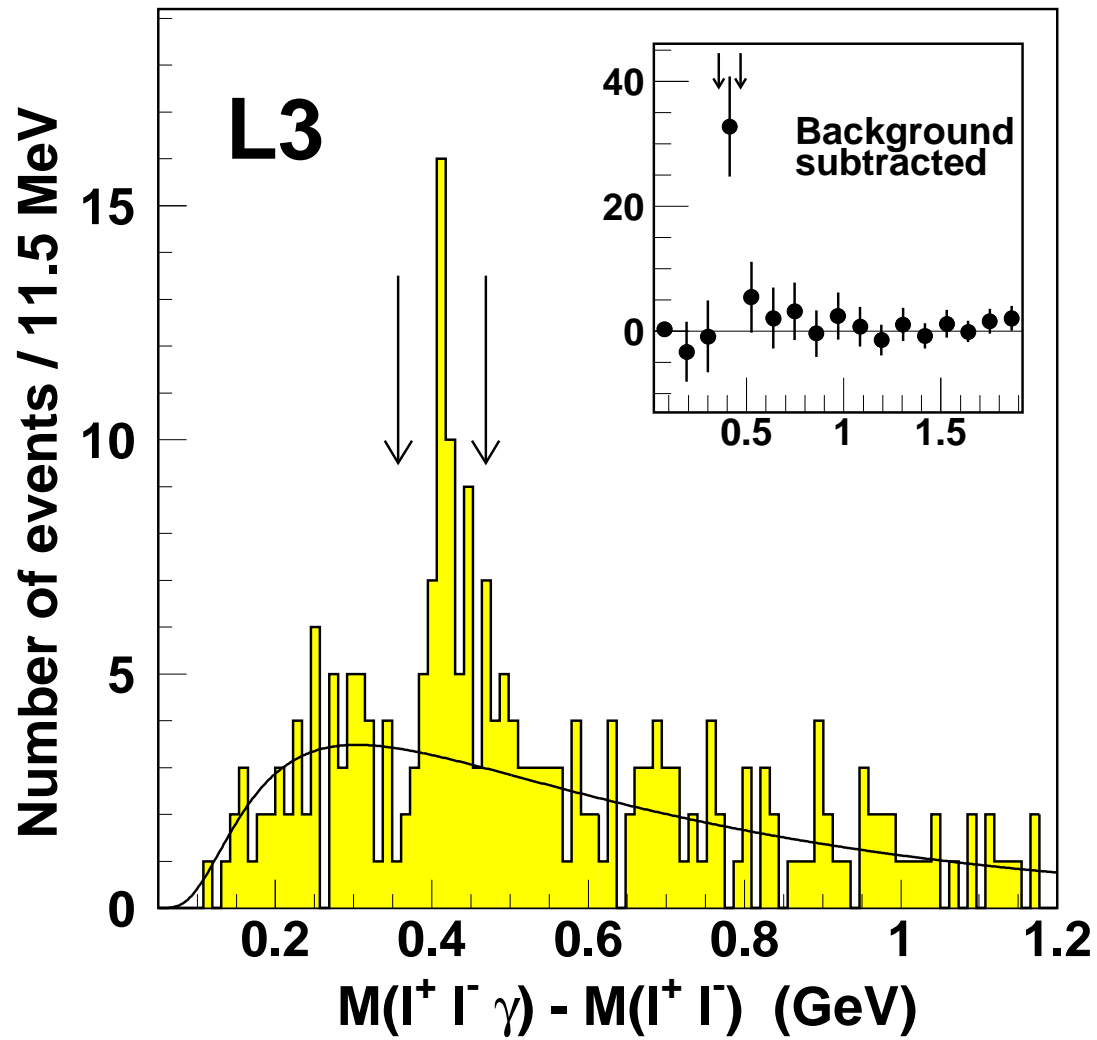 L3
Number of events / 11.5 MeV
15
10
5
0
0.2 0.4 0.6 0.8 1 1.2
M(l⁺ l⁻ γ) - M(l⁺ l⁻) (GeV)
Background
subtracted
40
20
0
0.5 1 1.5